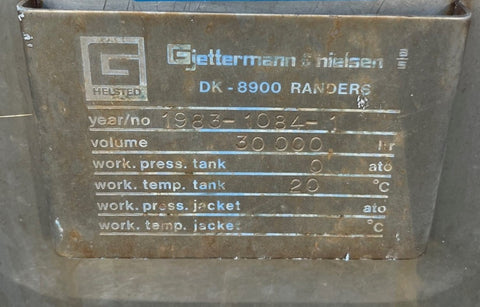 G
HELSTED
Gjettermann & nielsen A/S
DK-8900 RANDERS
year/no 1983-1084-1
volume 30 000 ltr
work. press. tank 0 ato
work. temp. tank 20 °C
work. press. jacket ato
work. temp. jacket °C